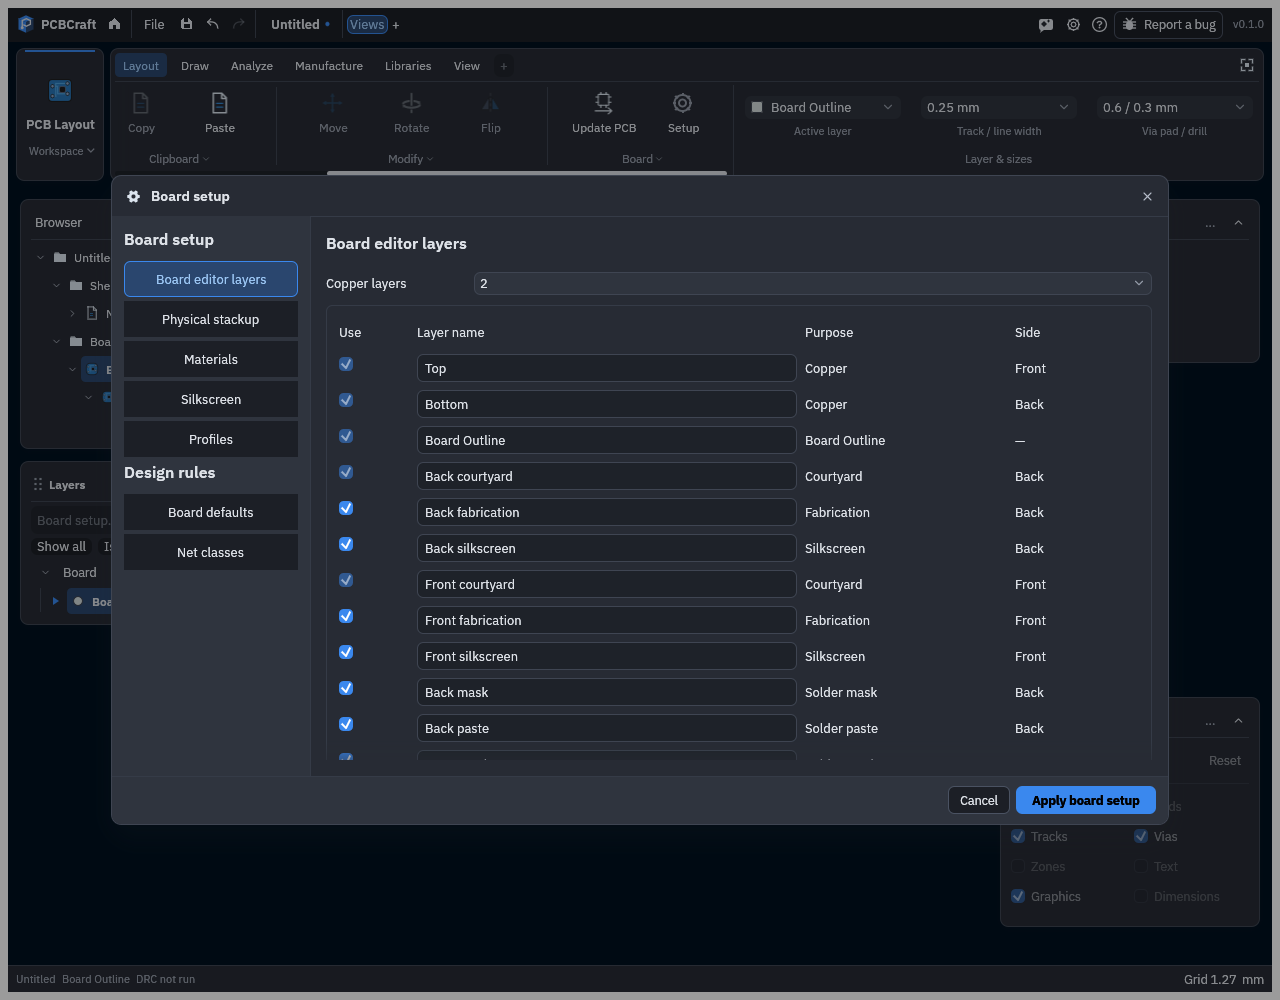 PCBCraft File Untitled Views + Report a bug v0.1.0
Layout Draw Analyze Manufacture Libraries View +
PCB Layout
Workspace
Copy Paste Move Rotate Flip Update PCB Setup
Board Outline 0.25 mm 0.6 / 0.3 mm
Active layer Track / line width Via pad / drill
Clipboard Modify Board Layer & sizes
Browser
...
Untitle
She
Boa
Layers
Board setup.
Show all
Board
Boa
Board setup
Board setup
Board editor layers
Physical stackup
Materials
Silkscreen
Profiles
Design rules
Board defaults
Net classes
Board editor layers
Copper layers 2
Use Layer name Purpose Side
Top Copper Front
Bottom Copper Back
Board Outline Board Outline —
Back courtyard Courtyard Back
Back fabrication Fabrication Back
Back silkscreen Silkscreen Back
Front courtyard Courtyard Front
Front fabrication Fabrication Front
Front silkscreen Silkscreen Front
Back mask Solder mask Back
Back paste Solder paste Back
Cancel Apply board setup
...
Reset
ds
Tracks Vias
Zones Text
Graphics Dimensions
Untitled Board Outline DRC not run Grid 1.27 mm